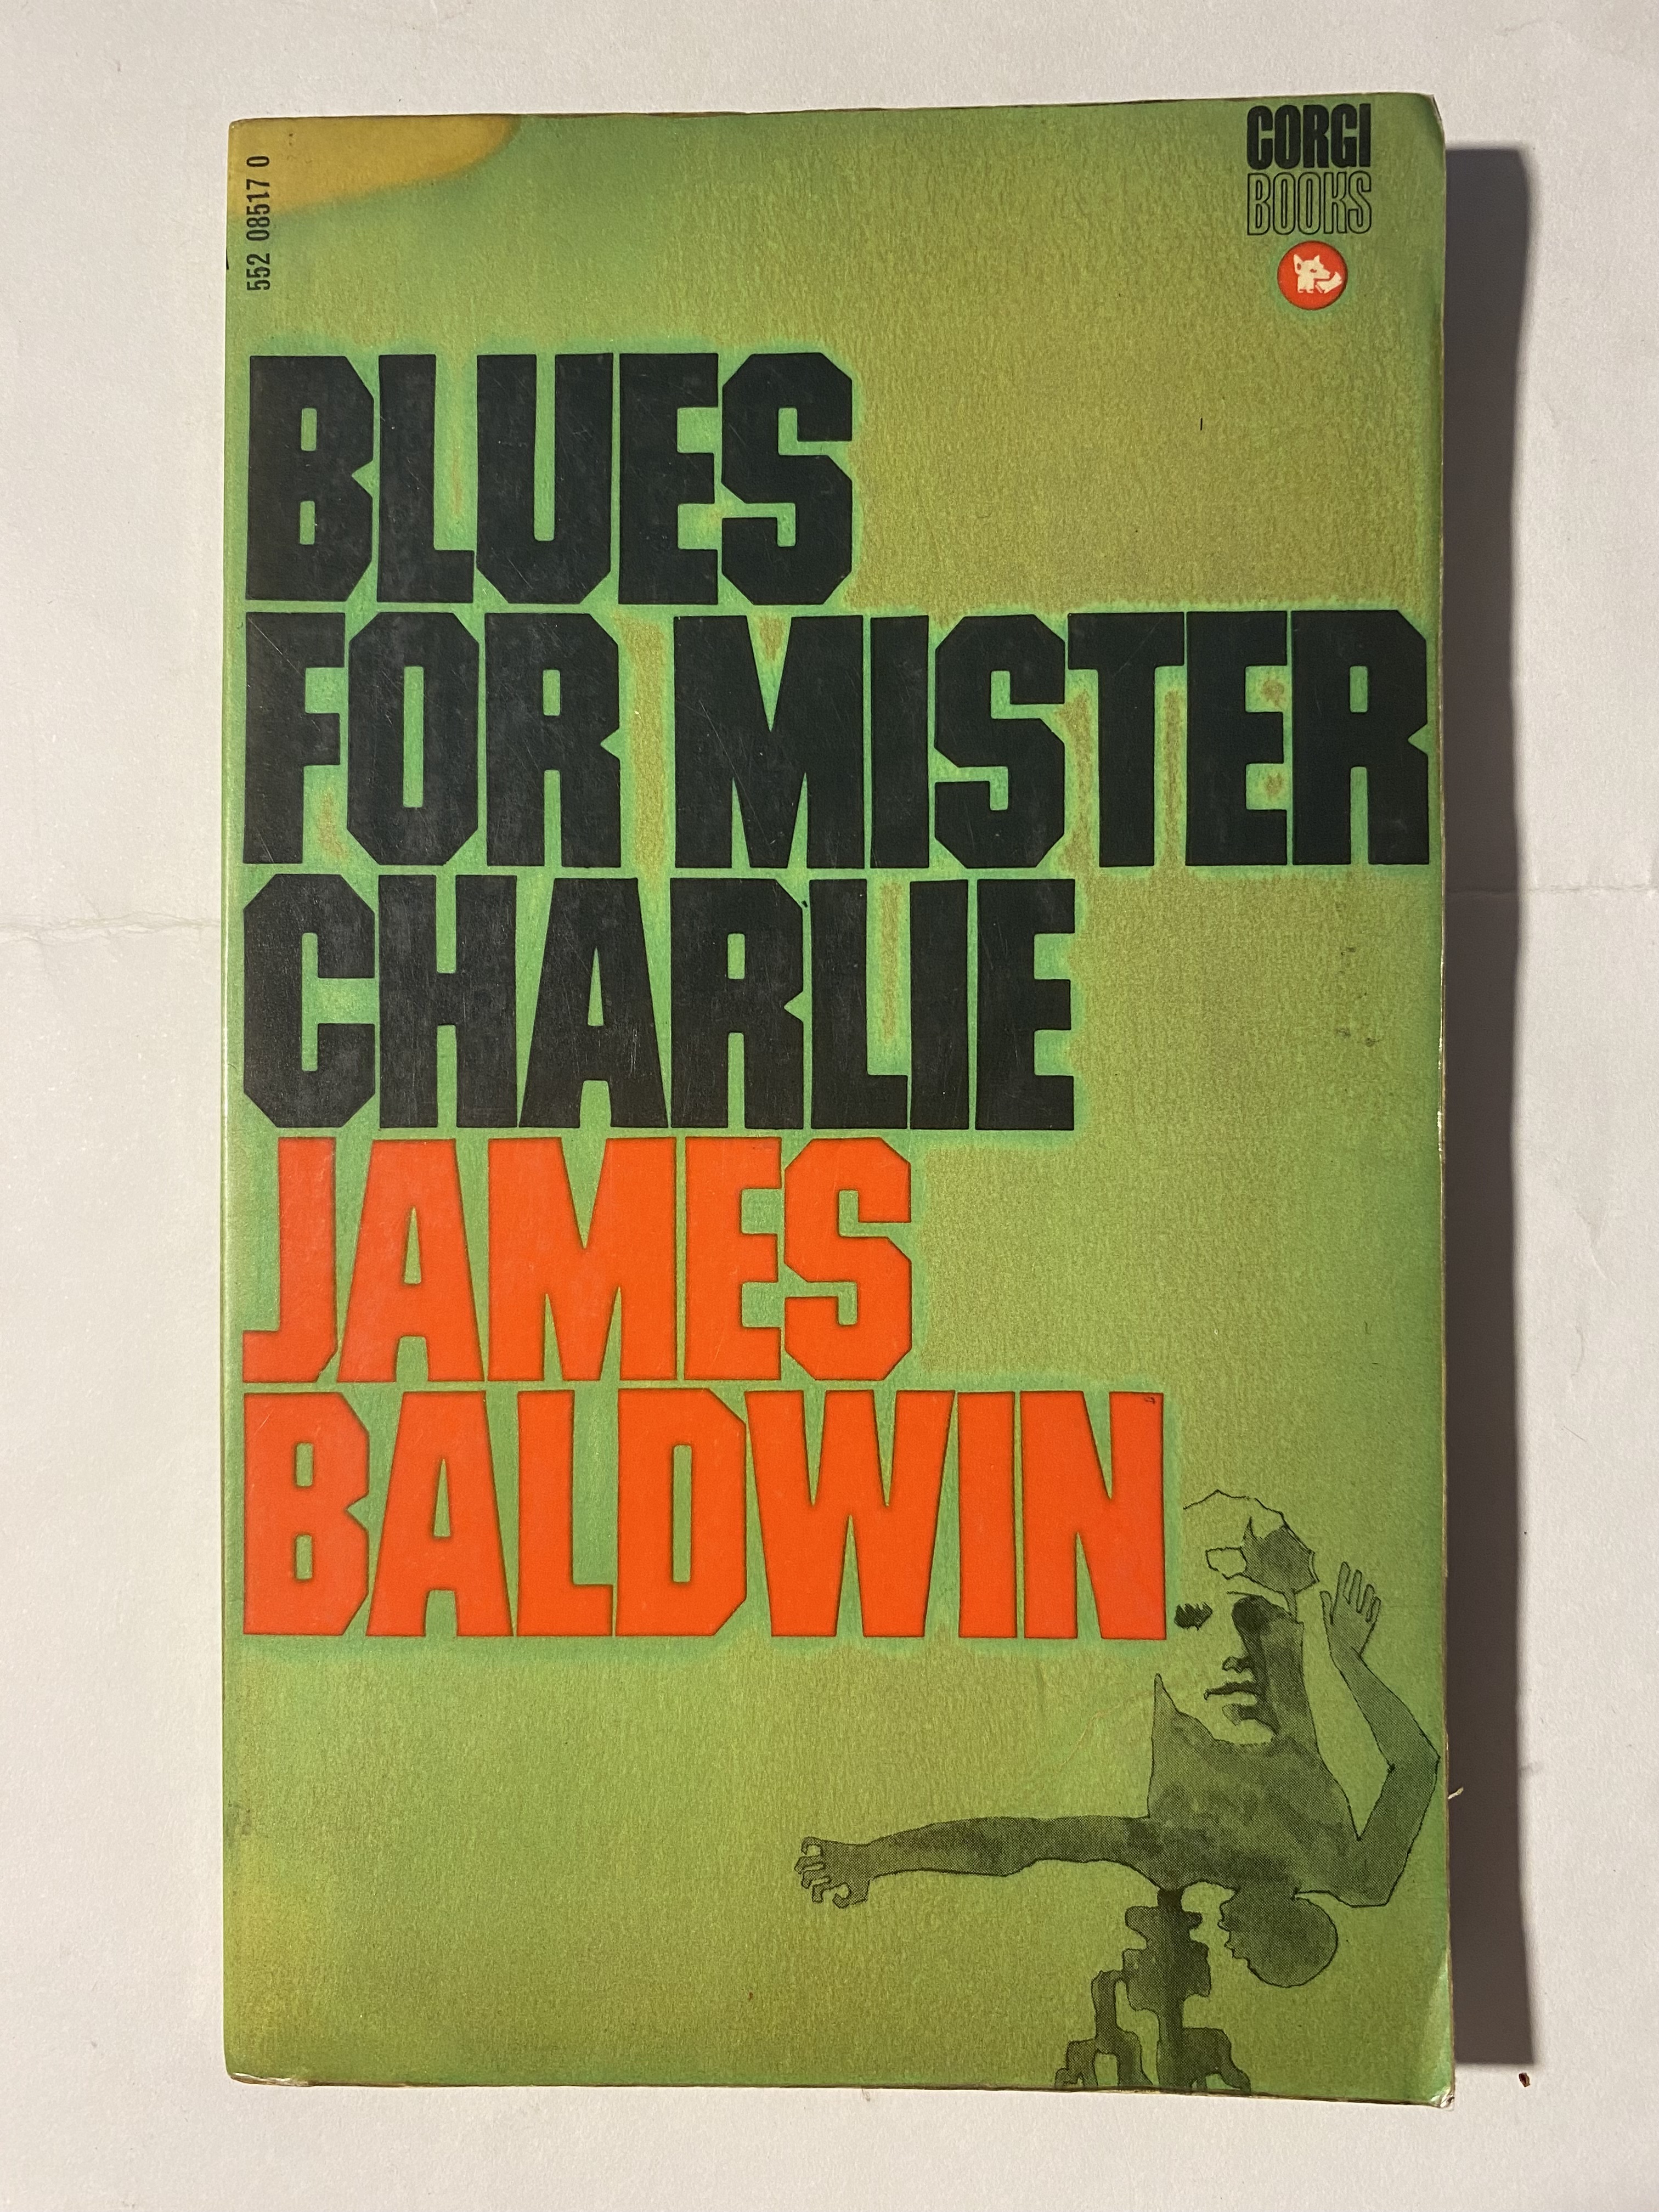 552 08517 0
CORGI
BOOKS
BLUES
FOR MISTER
CHARLIE
JAMES
BALDWIN